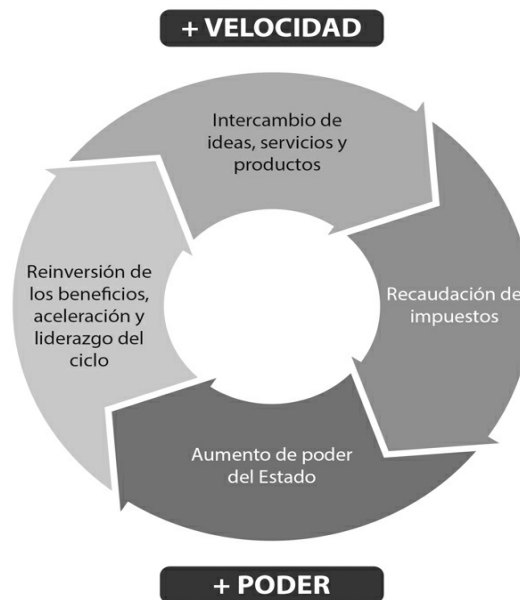 + VELOCIDAD
Intercambio de
ideas, servicios y
productos
Recaudación de
impuestos
Aumento de poder
del Estado
Reinversión de
los beneficios,
aceleración y
liderazgo del
ciclo
+ PODER